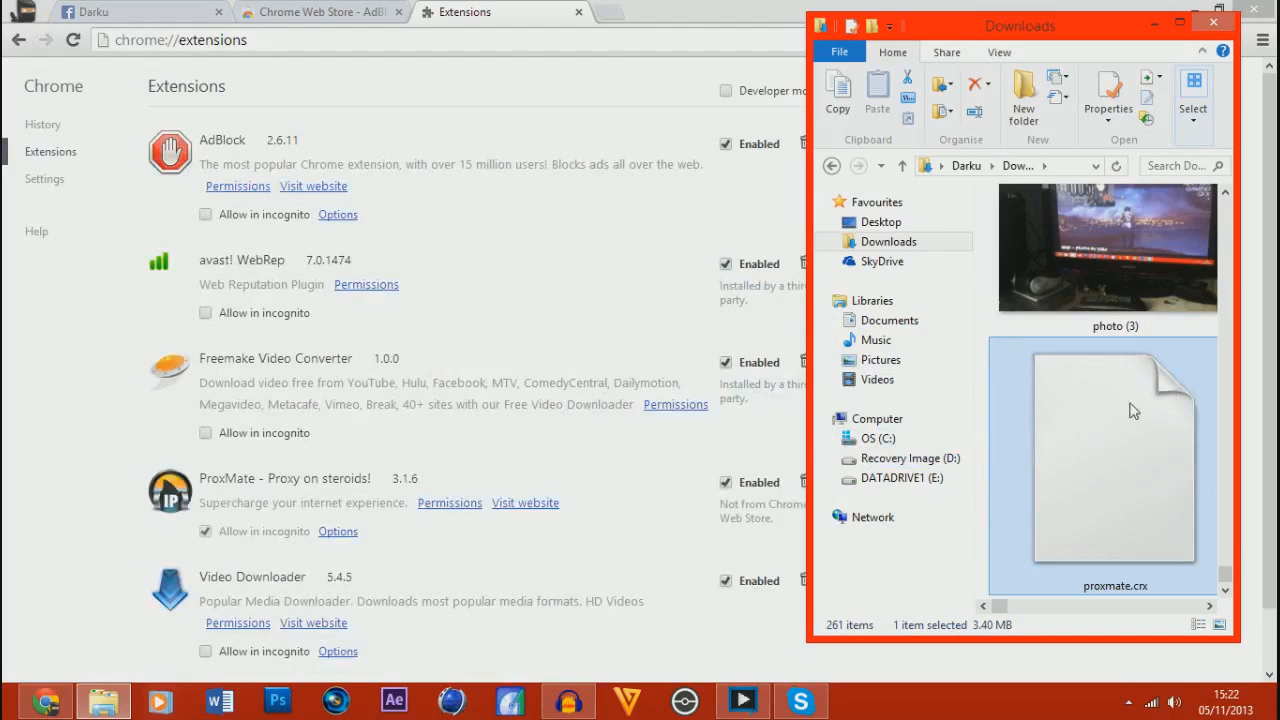 Darku
Chrome Web Store - AdBl
Extensions
chrome://extensions
Chrome
History
Extensions
Settings
Help
Extensions
Developer mo
AdBlock 2.6.11
The most popular Chrome extension, with over 15 million users! Blocks ads all over the web.
Permissions Visit website
Allow in incognito Options
Enabled
avast! WebRep 7.0.1474
Web Reputation Plugin Permissions
Allow in incognito
Enabled
Installed by a thir
party.
Freemake Video Converter 1.0.0
Download video free from YouTube, Hulu, Facebook, MTV, ComedyCentral, Dailymotion,
Megavideo, Metacafe, Vimeo, Break, 40+ sites with our Free Video Downloader Permissions
Allow in incognito
Enabled
Installed by a thir
party.
IP
ProxMate - Proxy on steroids! 3.1.6
Supercharge your internet experience. Permissions Visit website
Allow in incognito Options
Enabled
Not from Chrome
Web Store.
Video Downloader 5.4.5
Popular Media Downloader. Downloads most popular media formats. HD Videos
Permissions Visit website
Allow in incognito Options
Enabled
Downloads
File Home Share View
Copy
Paste
New
folder
Properties
Select
Clipboard Organise New Open
Darku Dow...
Search Do...
Favourites
Desktop
Downloads
SkyDrive
Libraries
Documents
Music
Pictures
Videos
Computer
OS (C:)
Recovery Image (D:)
DATADRIVE1 (E:)
Network
photo (3)
proxmate.crx
261 items 1 item selected 3.40 MB
Ps
Ae
15:22
05/11/2013